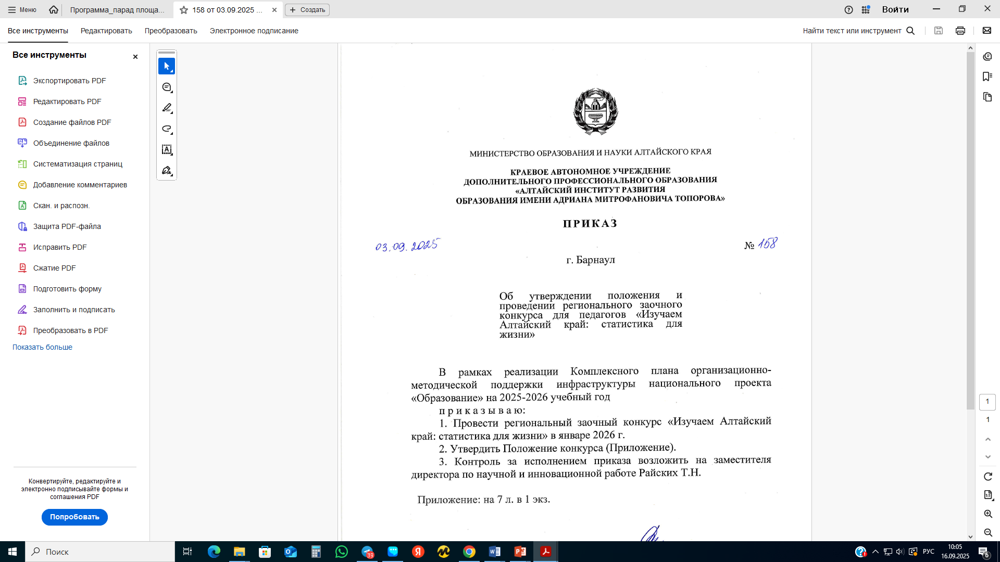 Меню
Программа_парад площа...
158 от 03.09.2025 ...
Создать
Войти
Все инструменты
Редактировать
Преобразовать
Электронное подписание
Найти текст или инструмент
Все инструменты
Экспортировать PDF
Редактировать PDF
Создание файлов PDF
Объединение файлов
Систематизация страниц
Добавление комментариев
Скан. и распозн.
Защита PDF-файла
Исправить PDF
Сжатие PDF
Подготовить форму
Заполнить и подписать
Преобразовать в PDF
Показать больше
Конвертируйте, редактируйте и
электронно подписывайте формы и
соглашения PDF
Попробовать
МИНИСТЕРСТВО ОБРАЗОВАНИЯ И НАУКИ АЛТАЙСКОГО КРАЯ
КРАЕВОЕ АВТОНОМНОЕ УЧРЕЖДЕНИЕ
ДОПОЛНИТЕЛЬНОГО ПРОФЕССИОНАЛЬНОГО ОБРАЗОВАНИЯ
«АЛТАЙСКИЙ ИНСТИТУТ РАЗВИТИЯ
ОБРАЗОВАНИЯ ИМЕНИ АДРИАНА МИТРОФАНОВИЧА ТОПОРОВА»
ПРИКАЗ
03.09.2025
№ 158
г. Барнаул
Об утверждении положения и
проведении регионального заочного
конкурса для педагогов «Изучаем
Алтайский край: статистика для
жизни»
В рамках реализации Комплексного плана организационно-
методической поддержки инфраструктуры национального проекта
«Образование» на 2025-2026 учебный год
п р и к а з ы в а ю:
1. Провести региональный заочный конкурс «Изучаем Алтайский
край: статистика для жизни» в январе 2026 г.
2. Утвердить Положение конкурса (Приложение).
3. Контроль за исполнением приказа возложить на заместителя
директора по научной и инновационной работе Райских Т.Н.
Приложение: на 7 л. в 1 экз.
1
1
1:1
Поиск
39
РУС
10:05
16.09.2025
6